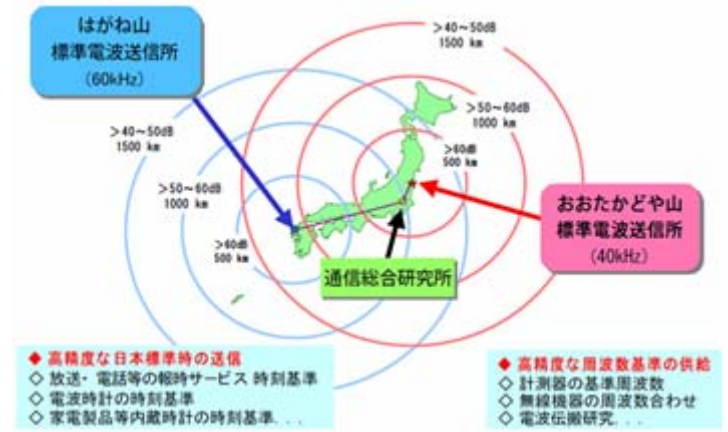 はがね山
標準電波送信所
(60kHz)
>40～50dB
1500 km
>40～50dB
1500 km
>50～60dB
1000 km
>50～60dB
1000 km
>60dB
500 km
>60dB
500 km
おおたかどや山
標準電波送信所
(40kHz)
通信総合研究所
◆ 高精度な日本標準時の送信
◇ 放送・電話等の報時サービス 時刻基準
◇ 電波時計の時刻基準
◇ 家電製品等内蔵時計の時刻基準. . .
◆ 高精度な周波数基準の供給
◇ 計測器の基準周波数
◇ 無線機器の周波数合わせ
◇ 電波伝搬研究. . .